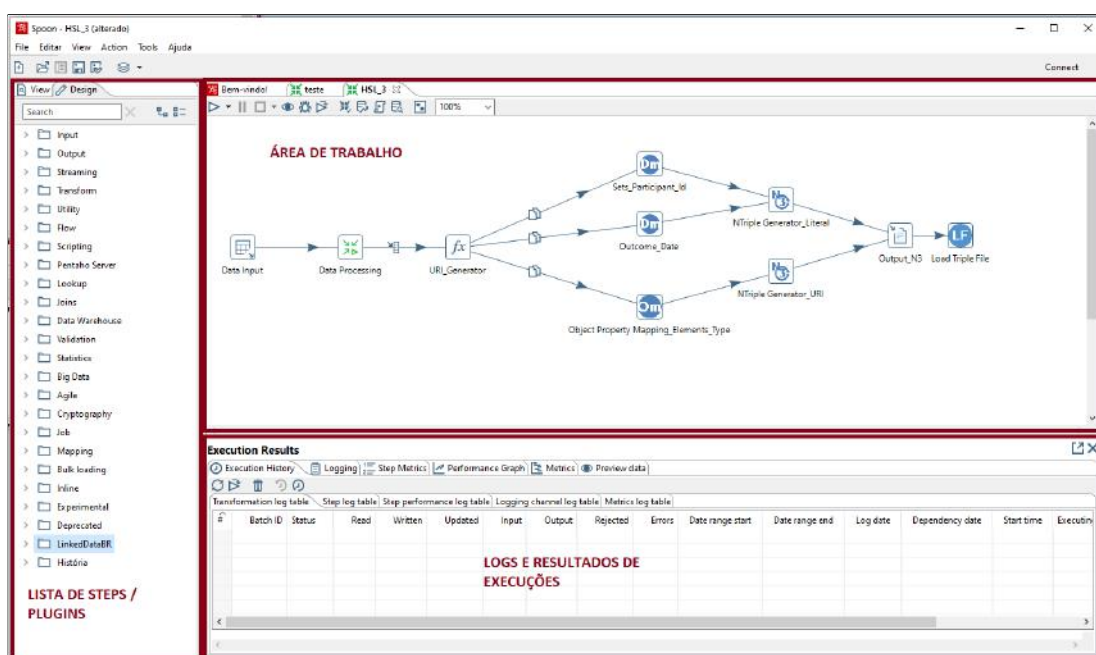 Spoon - HSL_3 (alterado)
File Editar View Action Tools Ajuda
Connect
View Design
Search
Input
Output
Streaming
Transform
Utility
Flow
Scripting
Pentaho Server
Lookup
Joins
Data Warehouse
Validation
Statistics
Big Data
Agile
Cryptography
Job
Mapping
Bulk loading
Inline
Experimental
Deprecated
LinkedDataBR
História
LISTA DE STEPS /
PLUGINS
Bem-vindo! teste HSL_3
100%
ÁREA DE TRABALHO
Dm
Sets_Participant_Id
Dm
Outcome_Date
NTriple Generator_Literal
Data Input
Data Processing
fx
URI_Generator
Output_N3
LF
Load Triple File
NTriple Generator_URI
Om
Object Property Mapping_Elements_Type
Execution Results
Execution History Logging Step Metrics Performance Graph Metrics Preview data
Transformation log table Step log table Step performance log table Logging channel log table Metrics log table
# Batch ID Status Read Written Updated Input Output Rejected Errors Date range start Date range end Log date Dependency date Start time Executin
LOGS E RESULTADOS DE
EXECUÇÕES